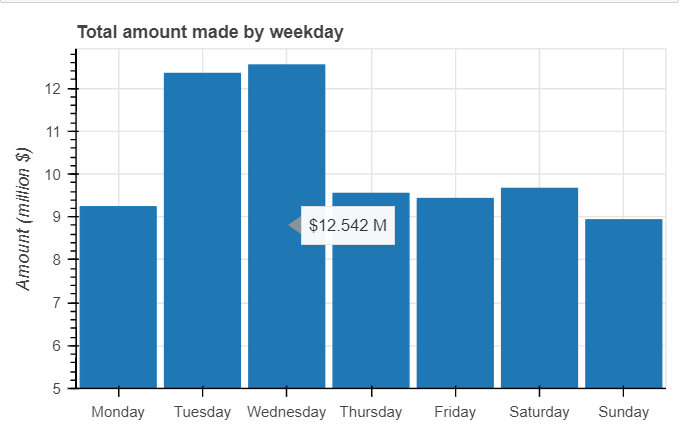 Total amount made by weekday
Amount (million $)
12
11
10
9
8
7
6
5
$12.542 M
Monday Tuesday Wednesday Thursday Friday Saturday Sunday